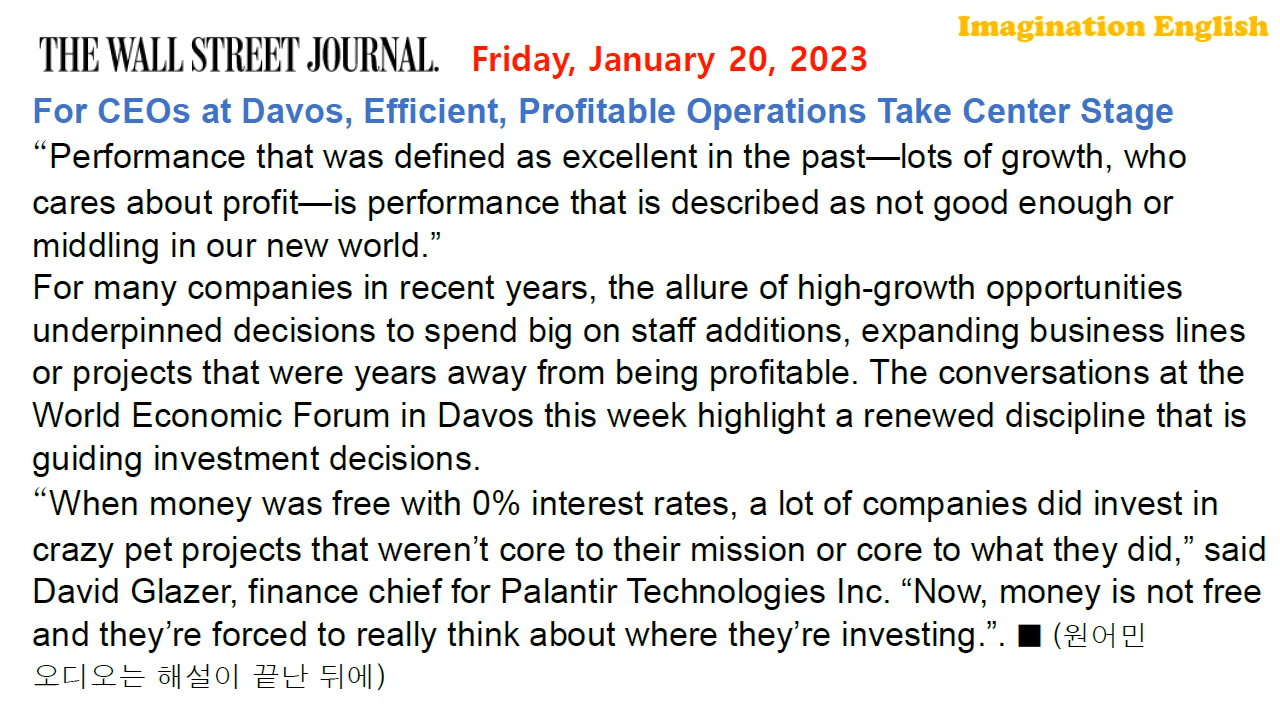 Imagination English
THE WALL STREET JOURNAL. Friday, January 20, 2023
For CEOs at Davos, Efficient, Profitable Operations Take Center Stage
“Performance that was defined as excellent in the past—lots of growth, who
cares about profit—is performance that is described as not good enough or
middling in our new world.”
For many companies in recent years, the allure of high-growth opportunities
underpinned decisions to spend big on staff additions, expanding business lines
or projects that were years away from being profitable. The conversations at the
World Economic Forum in Davos this week highlight a renewed discipline that is
guiding investment decisions.
“When money was free with 0% interest rates, a lot of companies did invest in
crazy pet projects that weren’t core to their mission or core to what they did,” said
David Glazer, finance chief for Palantir Technologies Inc. “Now, money is not free
and they’re forced to really think about where they’re investing.”. ■ (원어민
오디오는 해설이 끝난 뒤에)